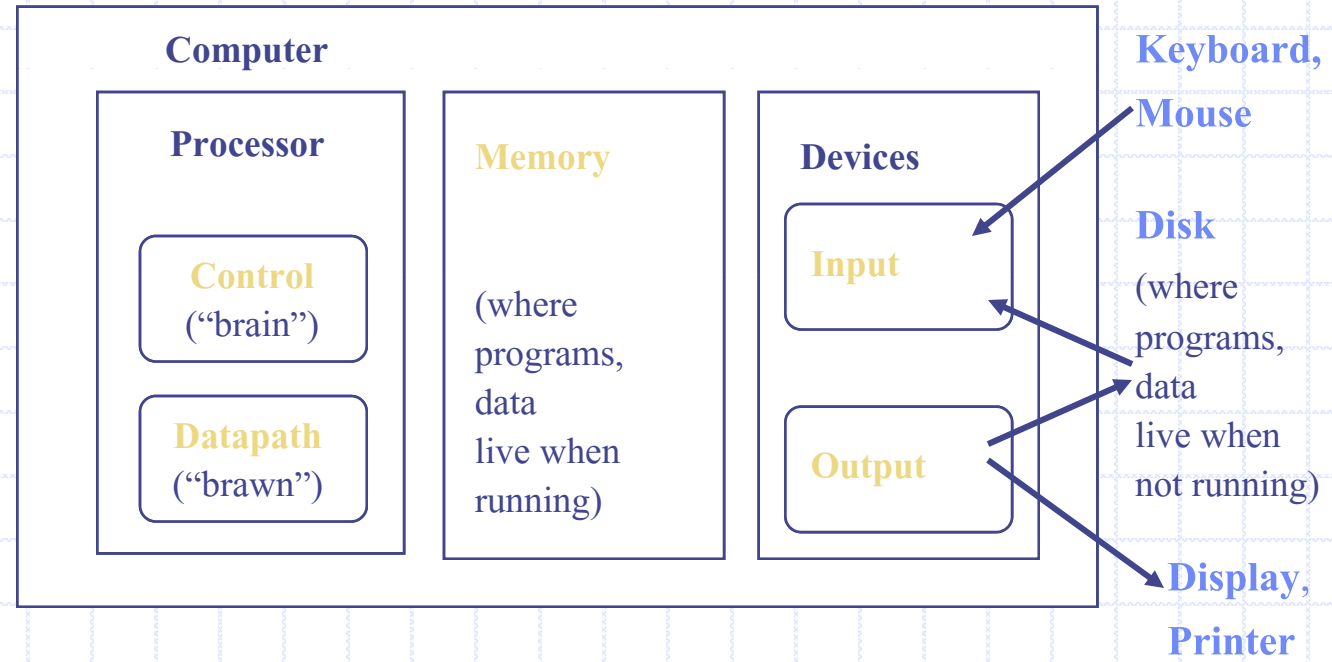 Computer
Processor
Control
(“brain”)
Datapath
(“brawn”)
Memory
(where
programs,
data
live when
running)
Devices
Input
Output
Keyboard,
Mouse
Disk
(where
programs,
data
live when
not running)
Display,
Printer